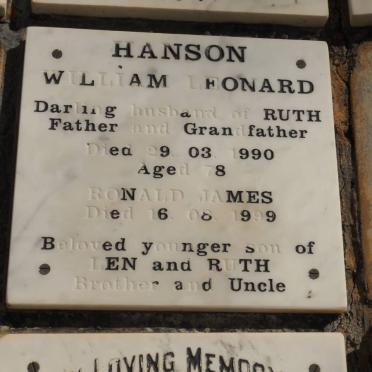 HANSON
WILLIAM LEONARD
Darling husband of RUTH
Father and Grandfather
Died 29. 03. 1990
Aged 78
RONALD JAMES
Died 16. 08. 1999
Beloved younger son of
LEN and RUTH
Brother and Uncle
IN LOVING MEMORY